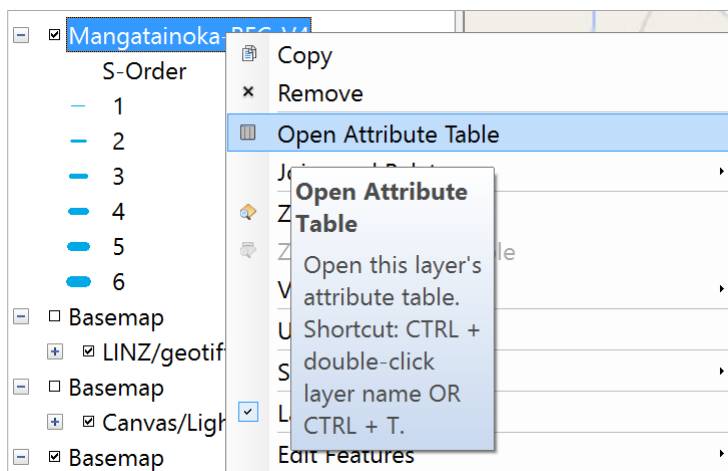 Mangatainoka-REC-V4
S-Order
1
2
3
4
5
6
Basemap
LINZ/geotif
Basemap
Canvas/Ligh
Basemap
Copy
Remove
Open Attribute Table
Open Attribute
Table
Open this layer's
attribute table.
Shortcut: CTRL +
double-click
layer name OR
CTRL + T.
Edit Features